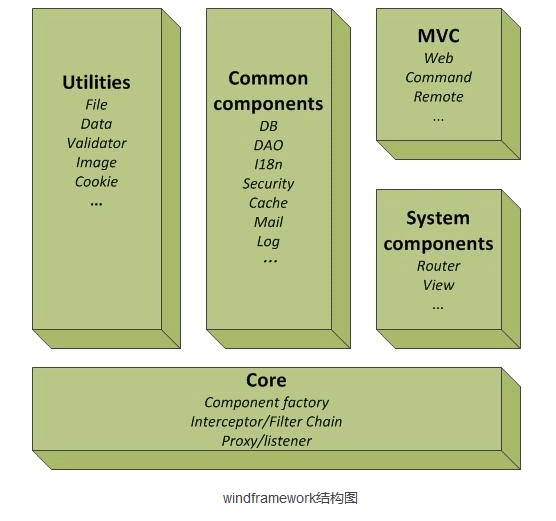 Utilities
File
Data
Validator
Image
Cookie
...
Common
components
DB
DAO
I18n
Security
Cache
Mail
Log
...
MVC
Web
Command
Remote
...
System
components
Router
View
...
Core
Component factory
Interceptor/Filter Chain
Proxy/listener
windframework结构图